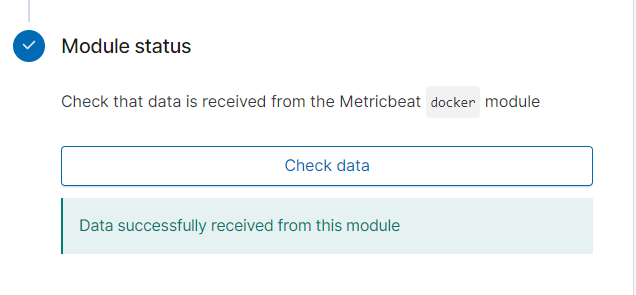 Module status
Check that data is received from the Metricbeat docker module
Check data
Data successfully received from this module